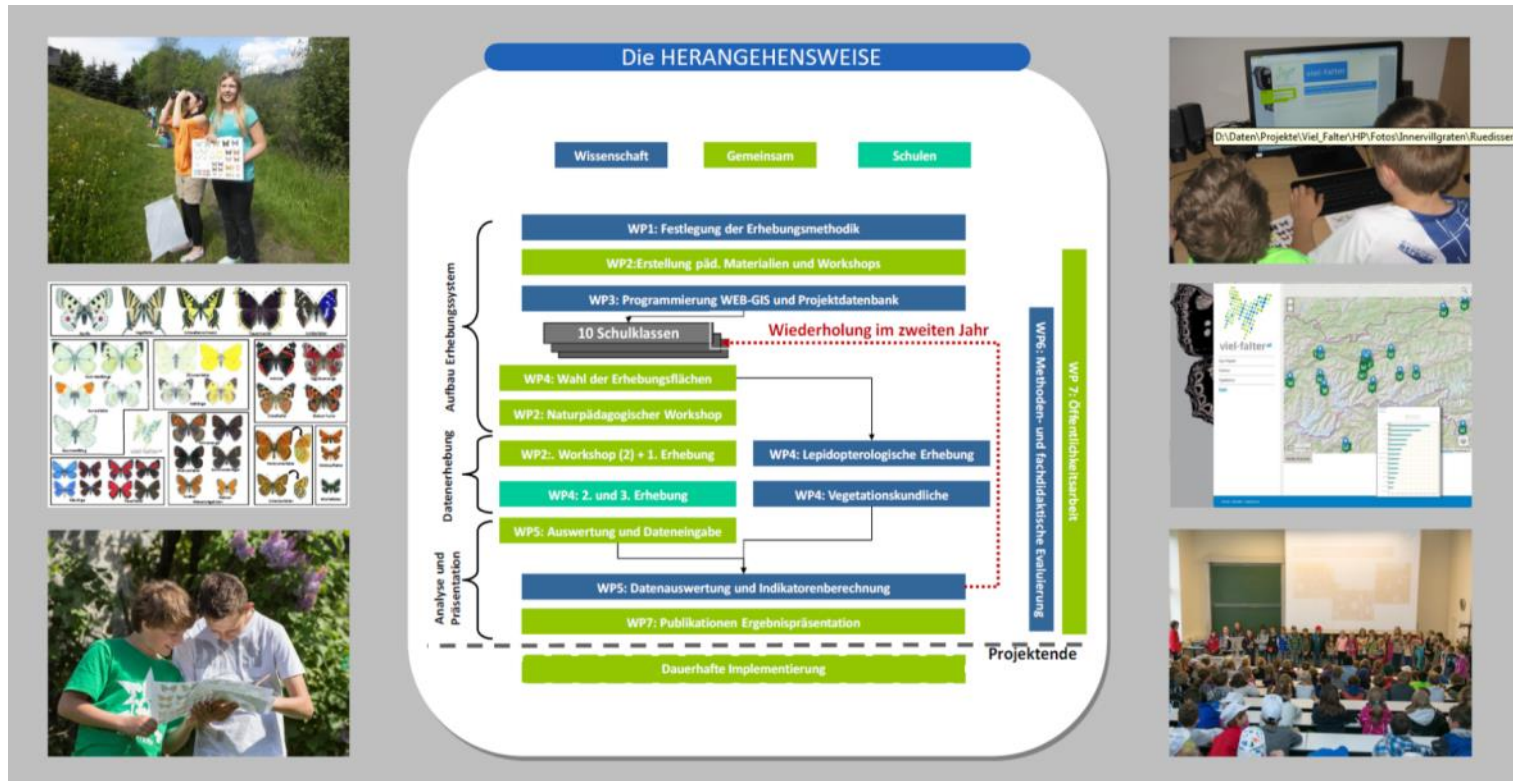 Die HERANGEHENSWEISE
Wissenschaft
Gemeinsam
Schulen
Aufbau Erhebungssystem
WP1: Festlegung der Erhebungsmethodik
WP2:Erstellung päd. Materialien und Workshops
WP3: Programmierung WEB-GIS und Projektdatenbank
10 Schulklassen
Wiederholung im zweiten Jahr
WP4: Wahl der Erhebungsflächen
WP2: Naturpädagogischer Workshop
Datenerhebung
WP2:. Workshop (2) + 1. Erhebung
WP4: Lepidopterologische Erhebung
WP4: 2. und 3. Erhebung
WP4: Vegetationskundliche
Analyse und
Präsentation
WP5: Auswertung und Dateneingabe
WP5: Datenauswertung und Indikatorenberechnung
WP7: Publikationen Ergebnispräsentation
WP6: Methoden- und fachdidaktische Evaluierung
WP 7: Öffentlichkeitsarbeit
Projektende
Dauerhafte Implementierung
viel-falter
D:\Daten\Projekte\Viel_Falter\HP\Fotos\Innervillgraten\Ruedisser
viel-falter